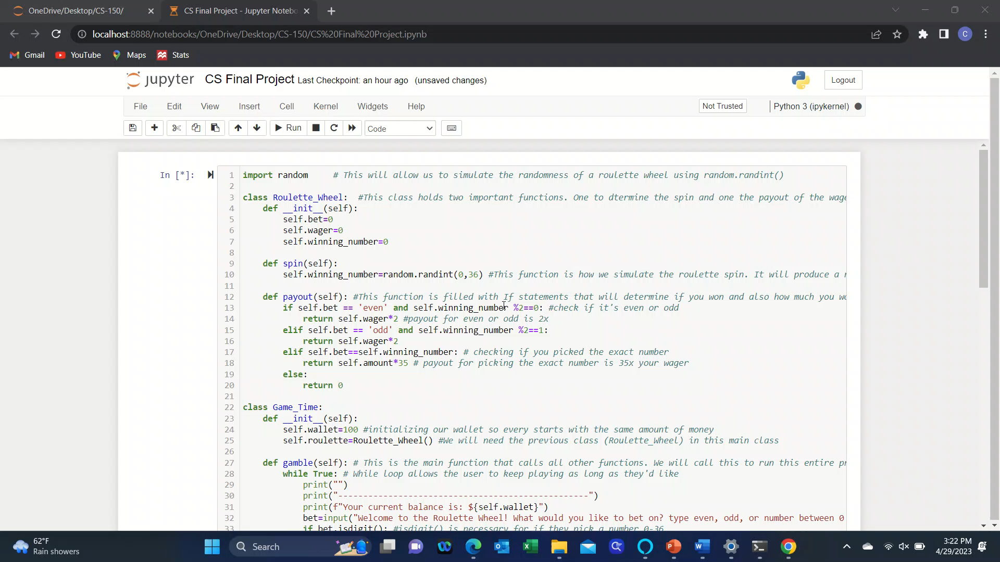 OneDrive/Desktop/CS-150/
CS Final Project - Jupyter Notebo
localhost:8888/notebooks/OneDrive/Desktop/CS-150/CS%20Final%20Project.ipynb
C
Gmail YouTube Maps Stats
jupyter CS Final Project Last Checkpoint: an hour ago (unsaved changes)
Logout
File Edit View Insert Cell Kernel Widgets Help
Not Trusted Python 3 (ipykernel)
Run Code
In [*]:
1 import random     # This will allow us to simulate the randomness of a roulette wheel using random.randint()
2
3 class Roulette_Wheel:  #This class holds two important functions. One to dtermine the spin and one the payout of the wage
4     def __init__(self):
5         self.bet=0
6         self.wager=0
7         self.winning_number=0
8
9     def spin(self):
10         self.winning_number=random.randint(0,36) #This function is how we simulate the roulette spin. It will produce a
11
12     def payout(self): #This function is filled with If statements that will determine if you won and also how much you wo
13         if self.bet == 'even' and self.winning_number %2==0: #check if it's even or odd
14             return self.wager*2 #payout for even or odd is 2x
15         elif self.bet == 'odd' and self.winning_number %2==1:
16             return self.wager*2
17         elif self.bet==self.winning_number: # checking if you picked the exact number
18             return self.amount*35 # payout for picking the exact number is 35x your wager
19         else:
20             return 0
21
22 class Game_Time:
23     def __init__(self):
24         self.wallet=100 #initializing our wallet so every starts with the same amount of money
25         self.roulette=Roulette_Wheel() #We will need the previous class (Roulette_Wheel) in this main class
26
27     def gamble(self): # This is the main function that calls all other functions. We will call this to run this entire pr
28         while True: # While loop allows the user to keep playing as long as they'd like
29             print("")
30             print("--------------------------------------------------")
31             print(f"Your current balance is: ${self.wallet}")
32             bet=input("Welcome to the Roulette Wheel! What would you like to bet on? type even, odd, or number between 0
33             if bet.isdigit(): #isdigit() is necessary for if they pick a number 0-36
62°F
Rain showers
Search
3:22 PM
4/29/2023